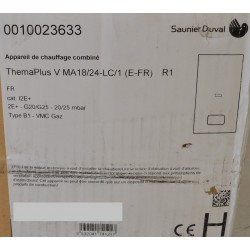 0010023633
Saunier Duval
Appareil de chauffage combiné
ThemaPlus V MA18/24-LC/1 (E-FR) R1
FR
cat. I2E+
2E+ - G20/G25 - 20/25 mbar
Type B1 - VMC Gaz
CE H